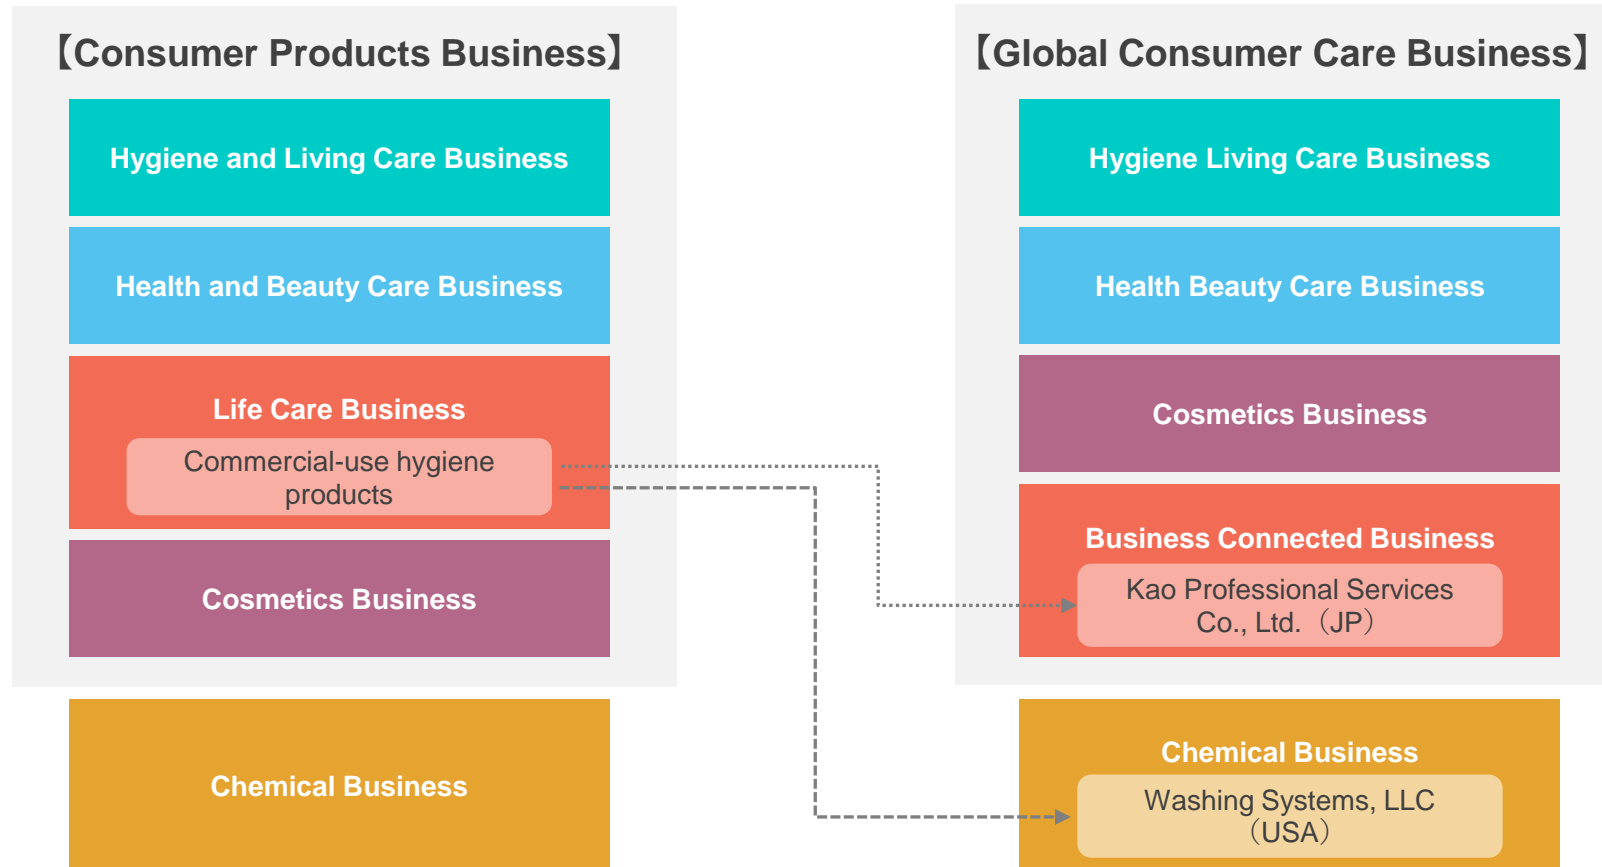 【Consumer Products Business】
Hygiene and Living Care Business
Health and Beauty Care Business
Life Care Business
Commercial-use hygiene
products
Cosmetics Business
Chemical Business
【Global Consumer Care Business】
Hygiene Living Care Business
Health Beauty Care Business
Cosmetics Business
Business Connected Business
Kao Professional Services
Co., Ltd.（JP）
Chemical Business
Washing Systems, LLC
（USA）